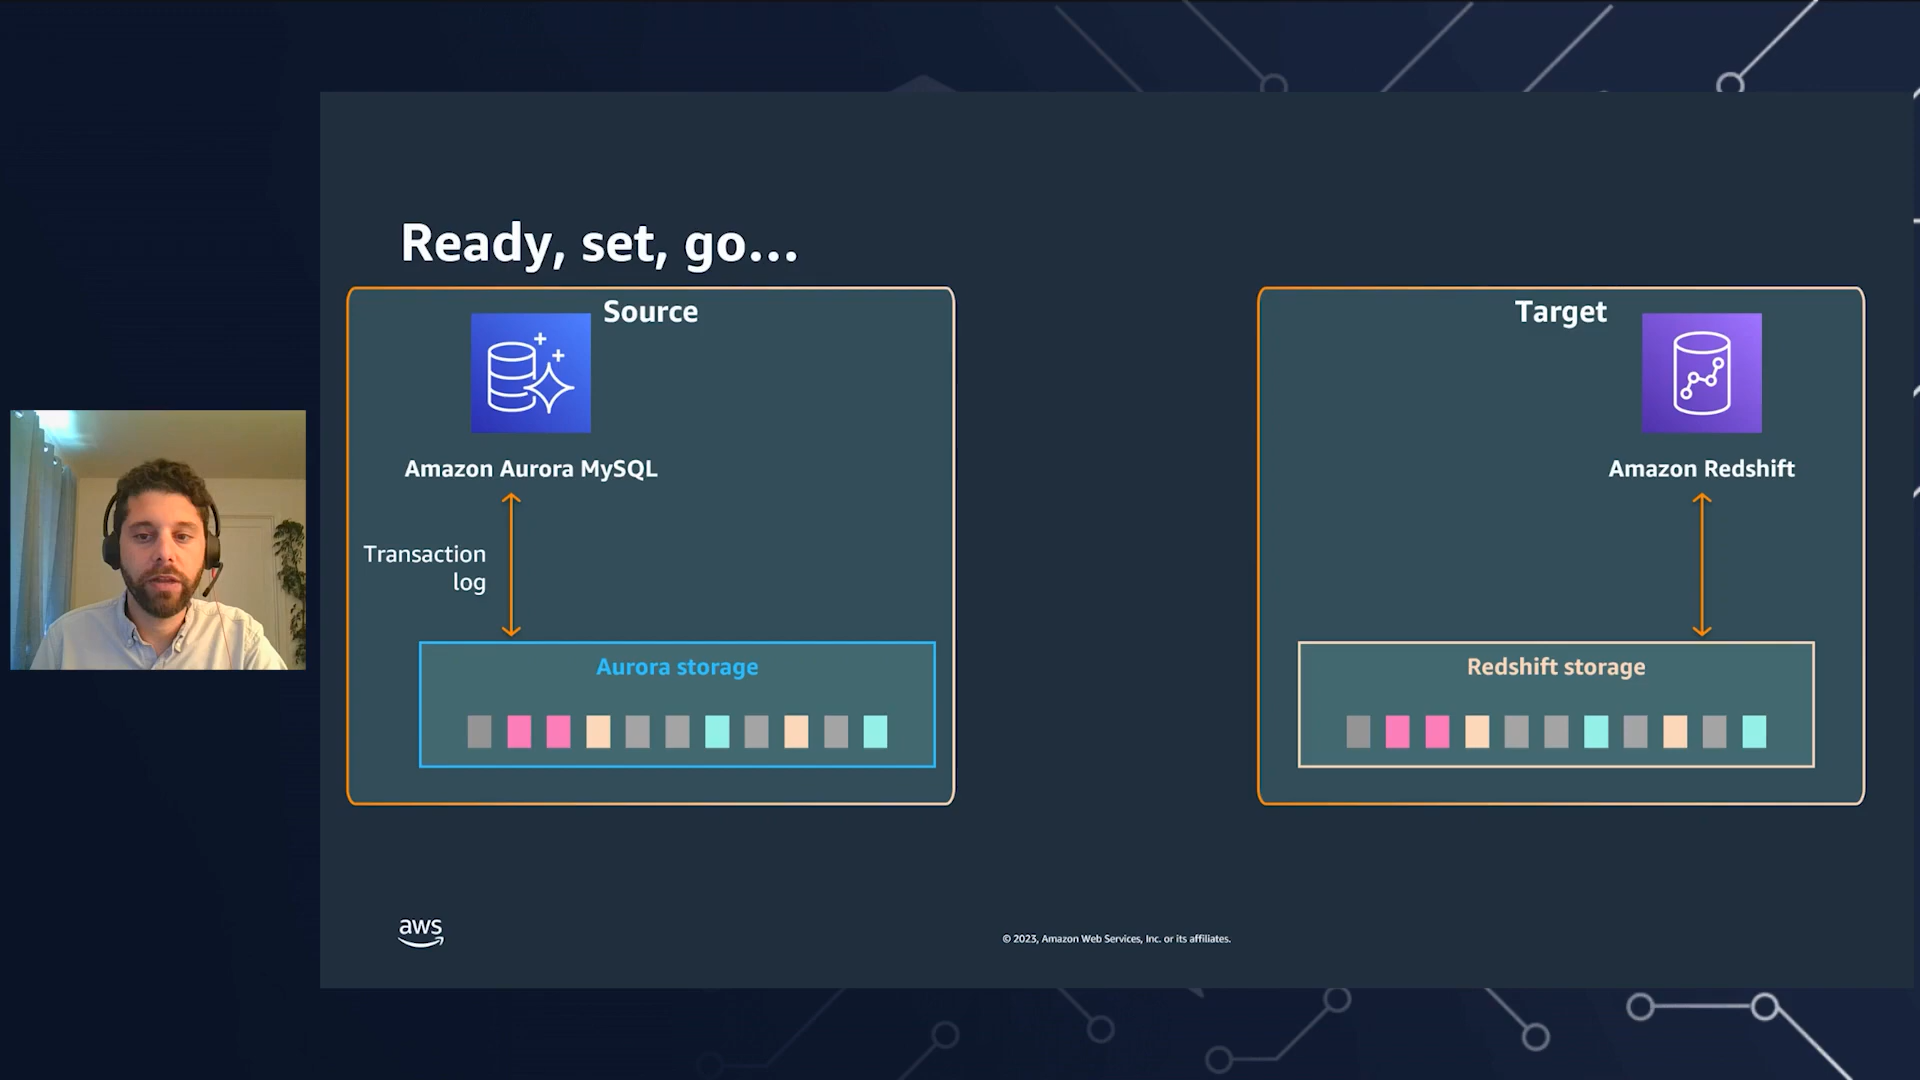 Ready, set, go...
Source
Amazon Aurora MySQL
Transaction
log
Aurora storage
Target
Amazon Redshift
Redshift storage
aws
© 2023, Amazon Web Services, Inc. or its affiliates.